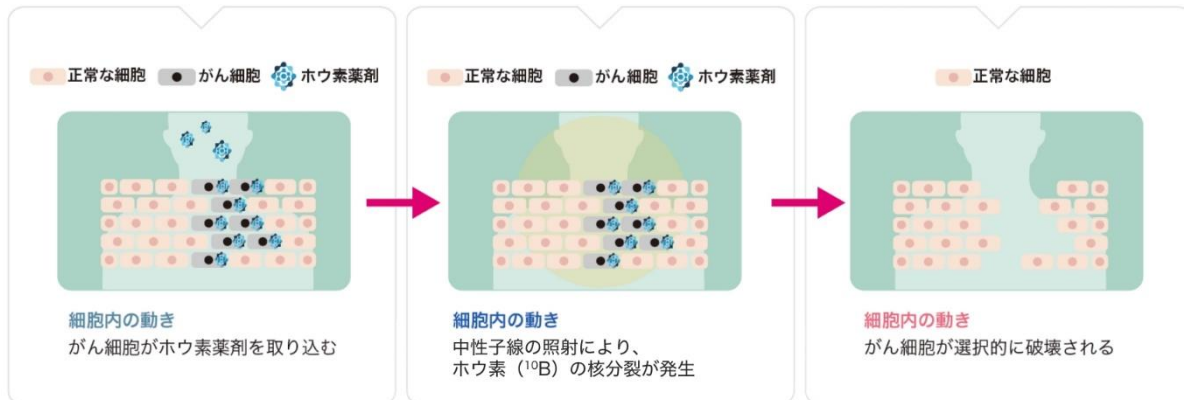 正常な細胞 がん細胞 ホウ素薬剤
細胞内の動き
がん細胞がホウ素薬剤を取り込む
正常な細胞 がん細胞 ホウ素薬剤
細胞内の動き
中性子線の照射により、
ホウ素（¹⁰B）の核分裂が発生
正常な細胞
細胞内の動き
がん細胞が選択的に破壊される